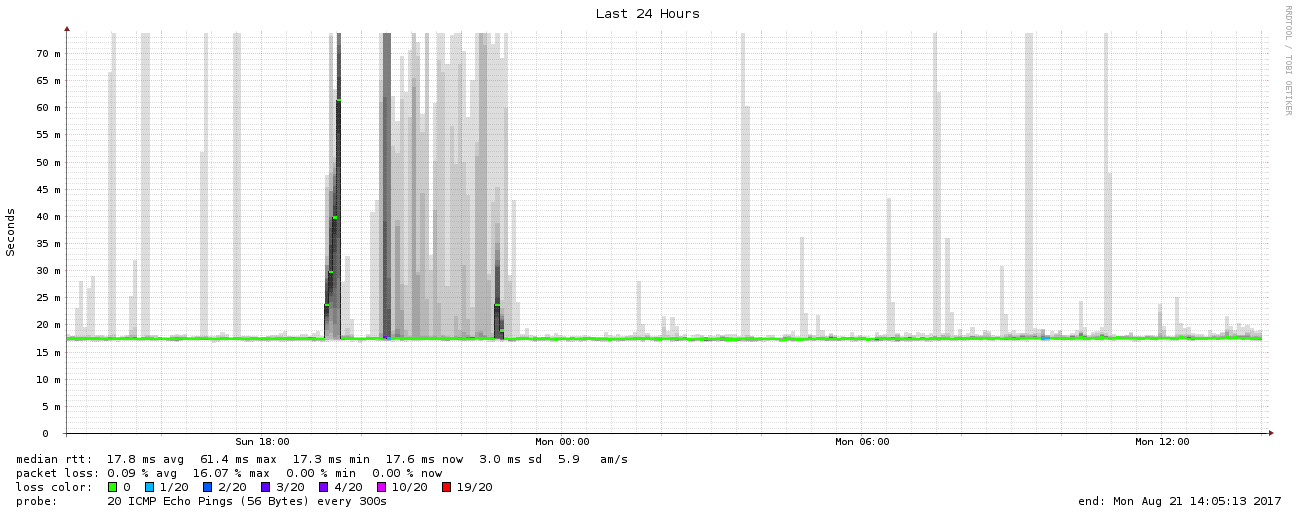 Last 24 Hours
RRDTOOL / TOBI OETIKER
Seconds
70 m
65 m
60 m
55 m
50 m
45 m
40 m
35 m
30 m
25 m
20 m
15 m
10 m
5 m
0
Sun 18:00 Mon 00:00 Mon 06:00 Mon 12:00
median rtt: 17.8 ms avg 61.4 ms max 17.3 ms min 17.6 ms now 3.0 ms sd 5.9 am/s
packet loss: 0.09 % avg 16.07 % max 0.00 % min 0.00 % now
loss color: 0 1/20 2/20 3/20 4/20 10/20 19/20
probe: 20 ICMP Echo Pings (56 Bytes) every 300s end: Mon Aug 21 14:05:13 2017